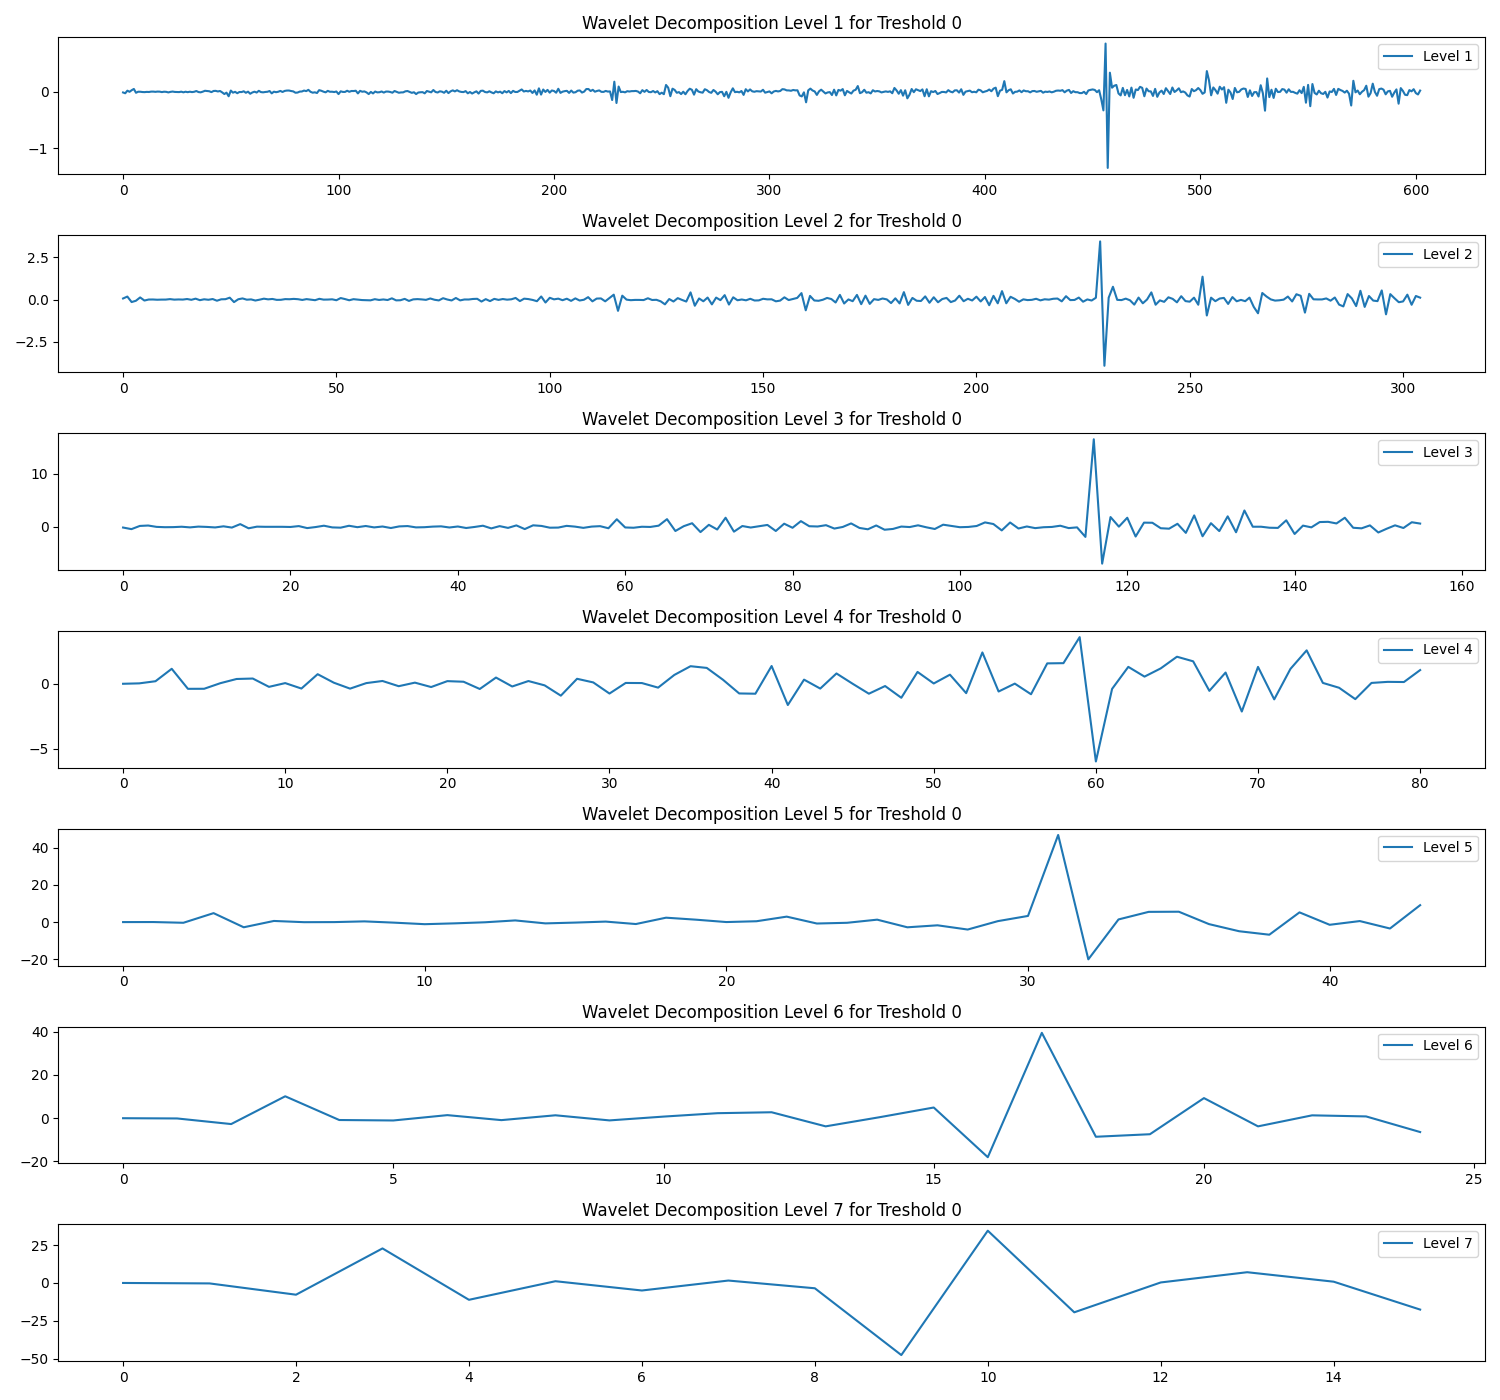 Wavelet Decomposition Level 1 for Treshold 0
Level 1
0
−1
0 100 200 300 400 500 600
Wavelet Decomposition Level 2 for Treshold 0
Level 2
2.5
0.0
−2.5
0 50 100 150 200 250 300
Wavelet Decomposition Level 3 for Treshold 0
Level 3
10
0
0 20 40 60 80 100 120 140 160
Wavelet Decomposition Level 4 for Treshold 0
Level 4
0
−5
0 10 20 30 40 50 60 70 80
Wavelet Decomposition Level 5 for Treshold 0
Level 5
40
20
0
−20
0 10 20 30 40
Wavelet Decomposition Level 6 for Treshold 0
Level 6
40
20
0
−20
0 5 10 15 20 25
Wavelet Decomposition Level 7 for Treshold 0
Level 7
25
0
−25
−50
0 2 4 6 8 10 12 14